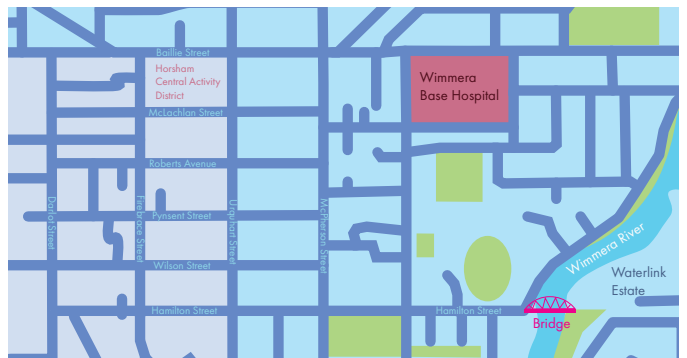 Baillie Street
Horsham
Central Activity
District
Wimmera
Base Hospital
McLachlan Street
Roberts Avenue
Darlot Street
Firebrace Street
Urquhart Street
McPherson Street
Pynsent Street
Wimmera River
Wilson Street
Waterlink
Estate
Hamilton Street
Hamilton Street
Bridge